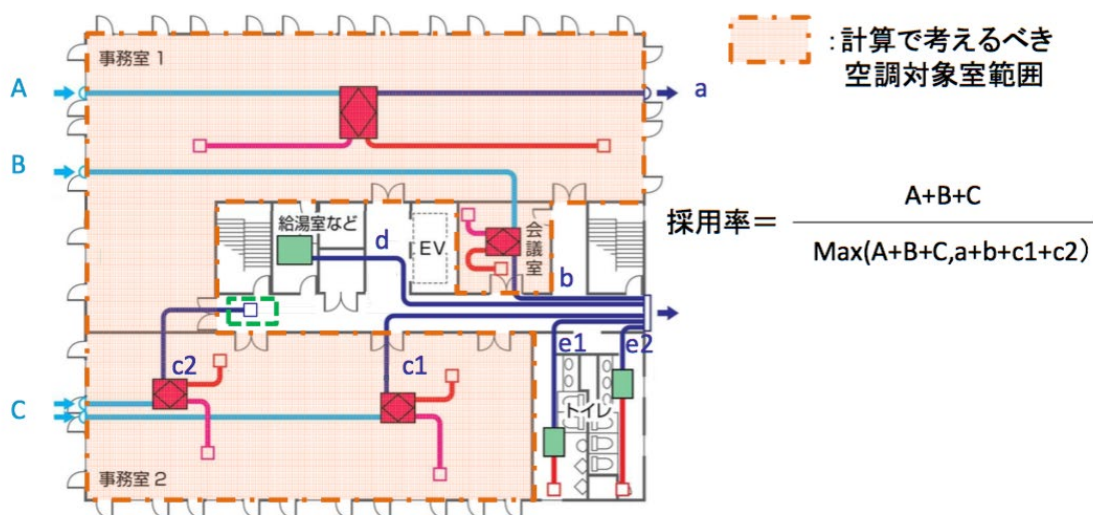 事務室 1
：計算で考えるべき
空調対象室範囲
A
a
B
採用率＝
A+B+C
Max(A+B+C,a+b+c1+c2)
給湯室など
d
EV
会議室
b
c2
c1
e1
e2
C
トイレ
事務室 2